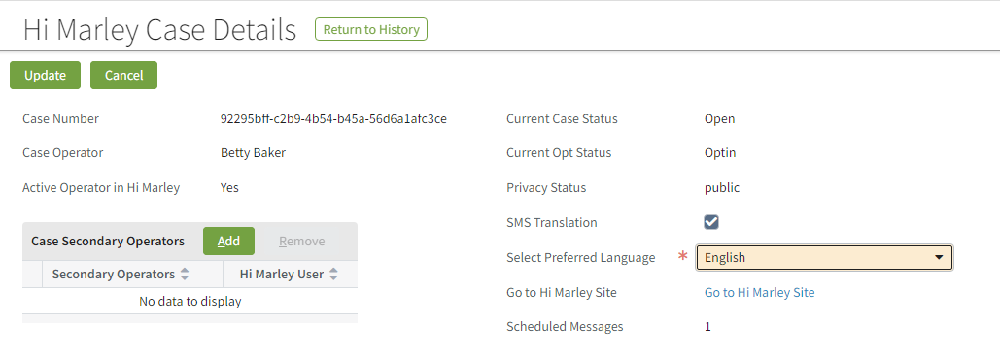 Hi Marley Case Details Return to History
Update Cancel
Case Number 92295bff-c2b9-4b54-b45a-56d6a1afc3ce
Case Operator Betty Baker
Active Operator in Hi Marley Yes
Case Secondary Operators Add Remove
Secondary Operators Hi Marley User
No data to display
Current Case Status Open
Current Opt Status Optin
Privacy Status public
SMS Translation
Select Preferred Language * English
Go to Hi Marley Site Go to Hi Marley Site
Scheduled Messages 1